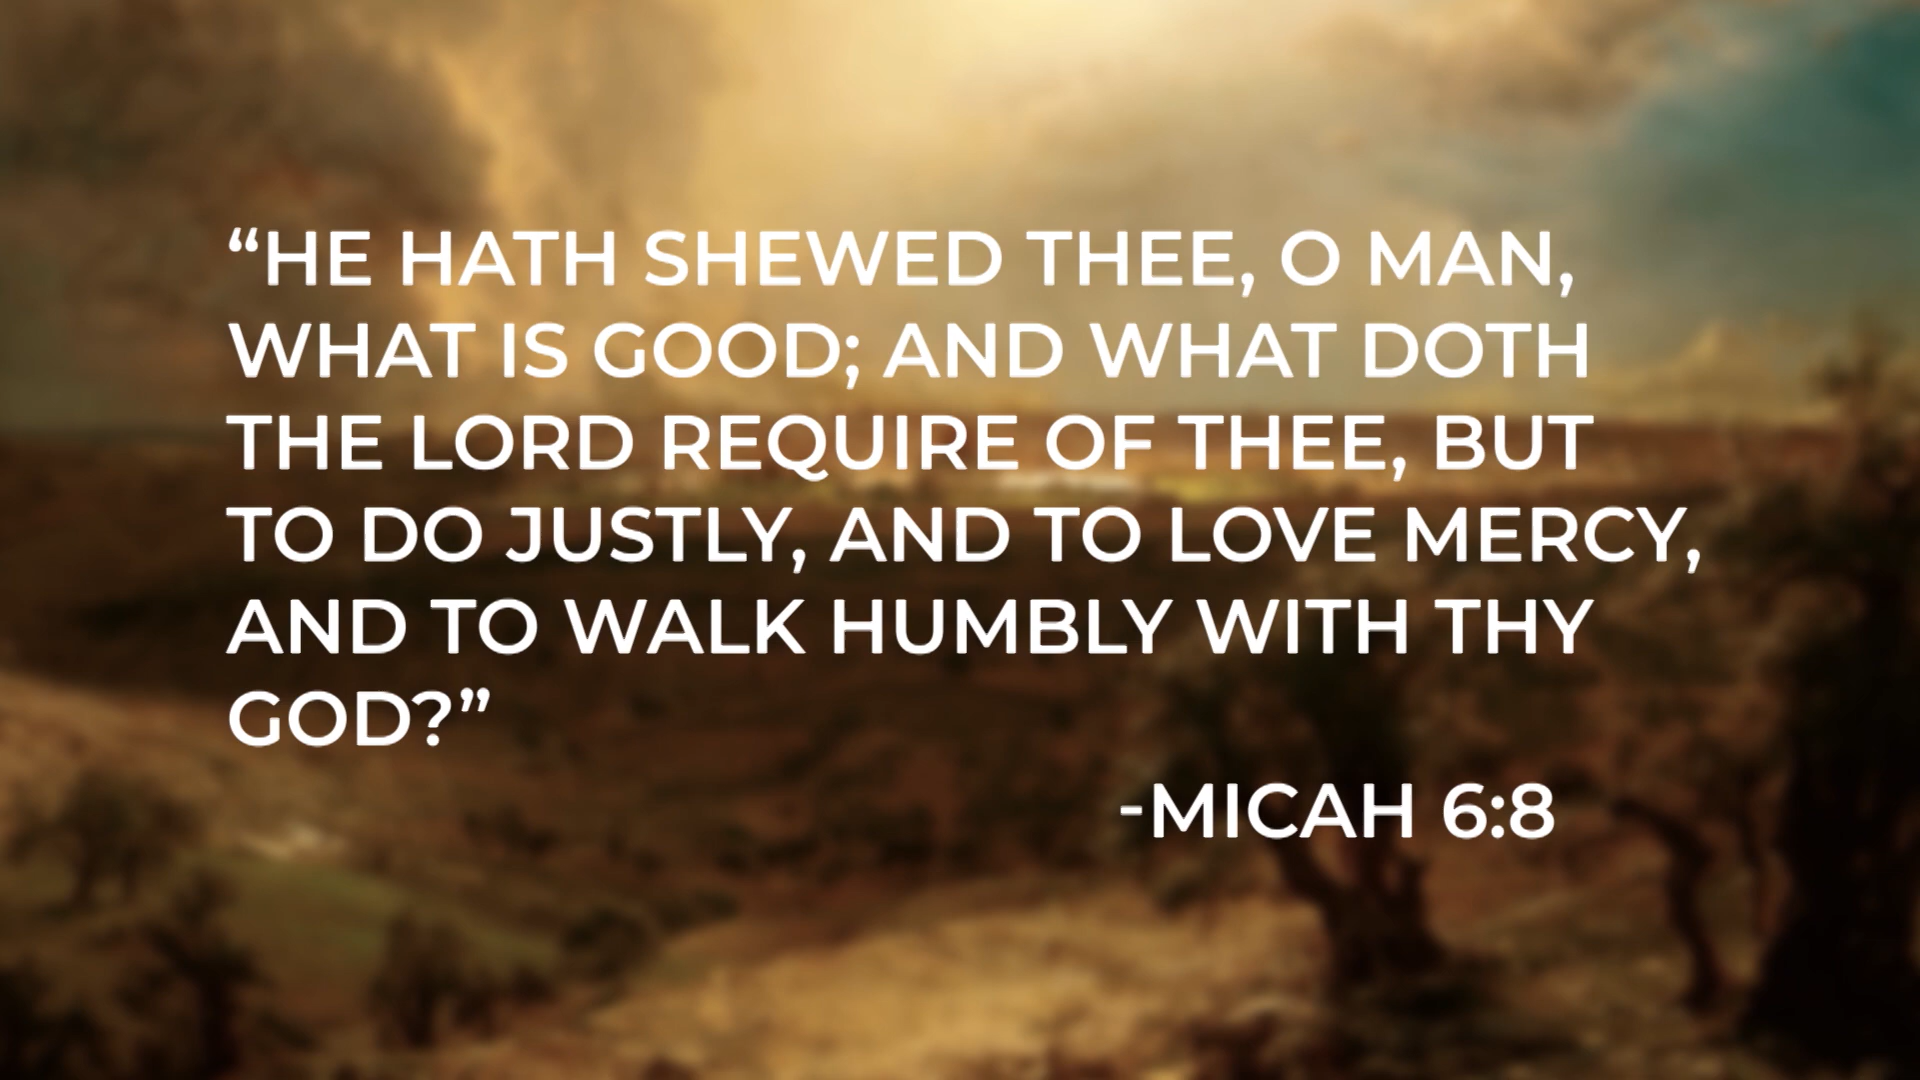 “HE HATH SHEWED THEE, O MAN,
WHAT IS GOOD; AND WHAT DOTH
THE LORD REQUIRE OF THEE, BUT
TO DO JUSTLY, AND TO LOVE MERCY,
AND TO WALK HUMBLY WITH THY
GOD?”
-MICAH 6:8